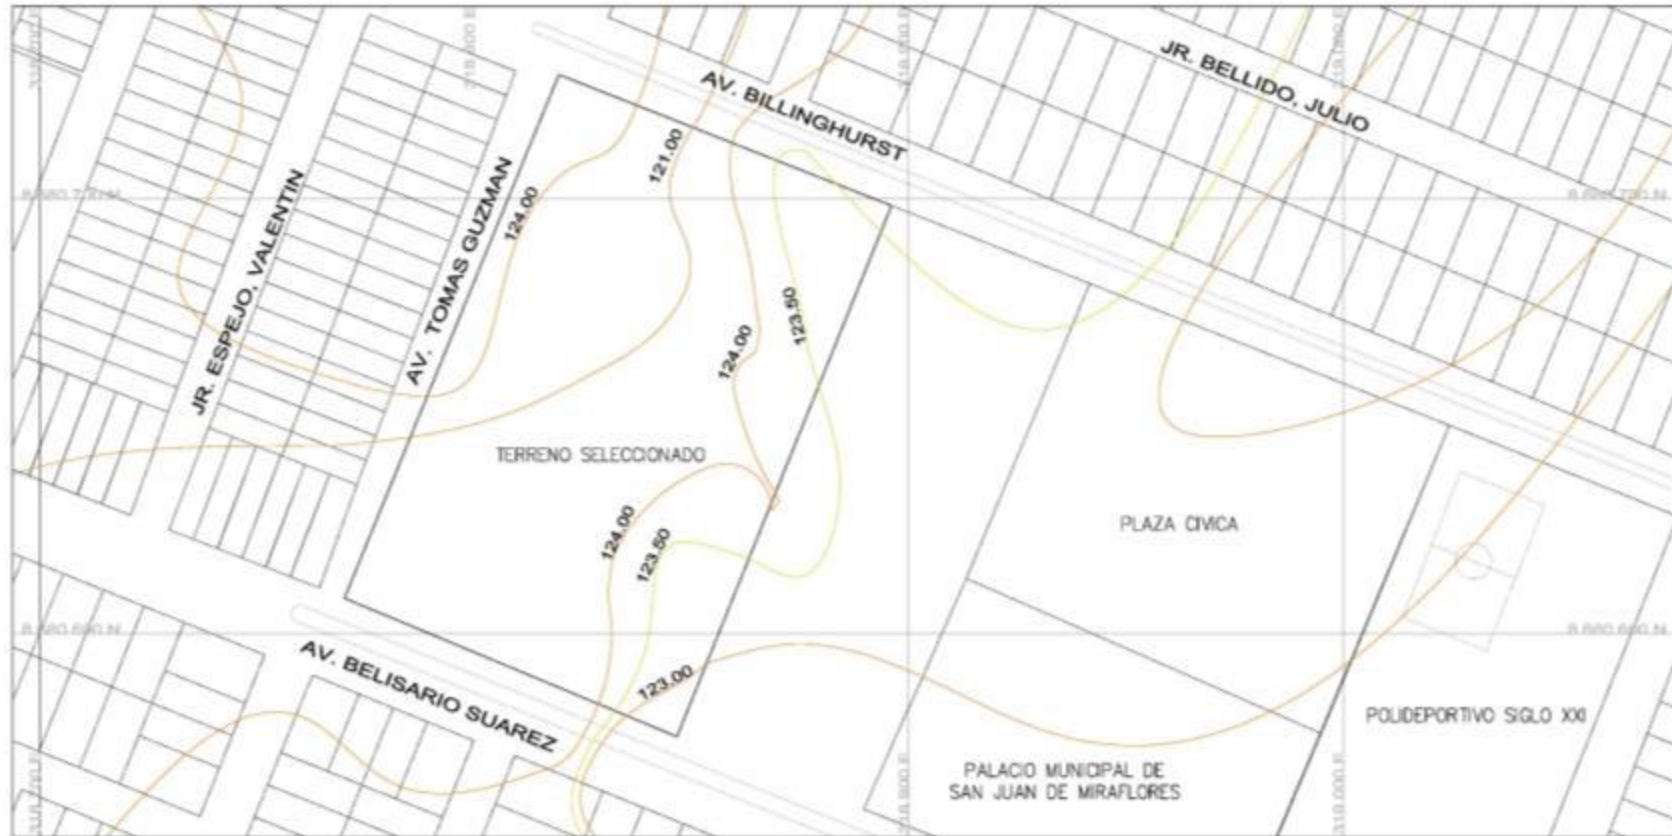 AV. BILLINGHURST
JR. BELLIDO, JULIO
121.00
124.00
JR. ESPEJO, VALENTIN
AV. TOMAS GUZMAN
123.50
124.00
TERRENO SELECCIONADO
124.00
123.50
PLAZA CIVICA
AV. BELISARIO SUAREZ
123.00
POLIDEPORTIVO SIGLO XXI
PALACIO MUNICIPAL DE
SAN JUAN DE MIRAFLORES